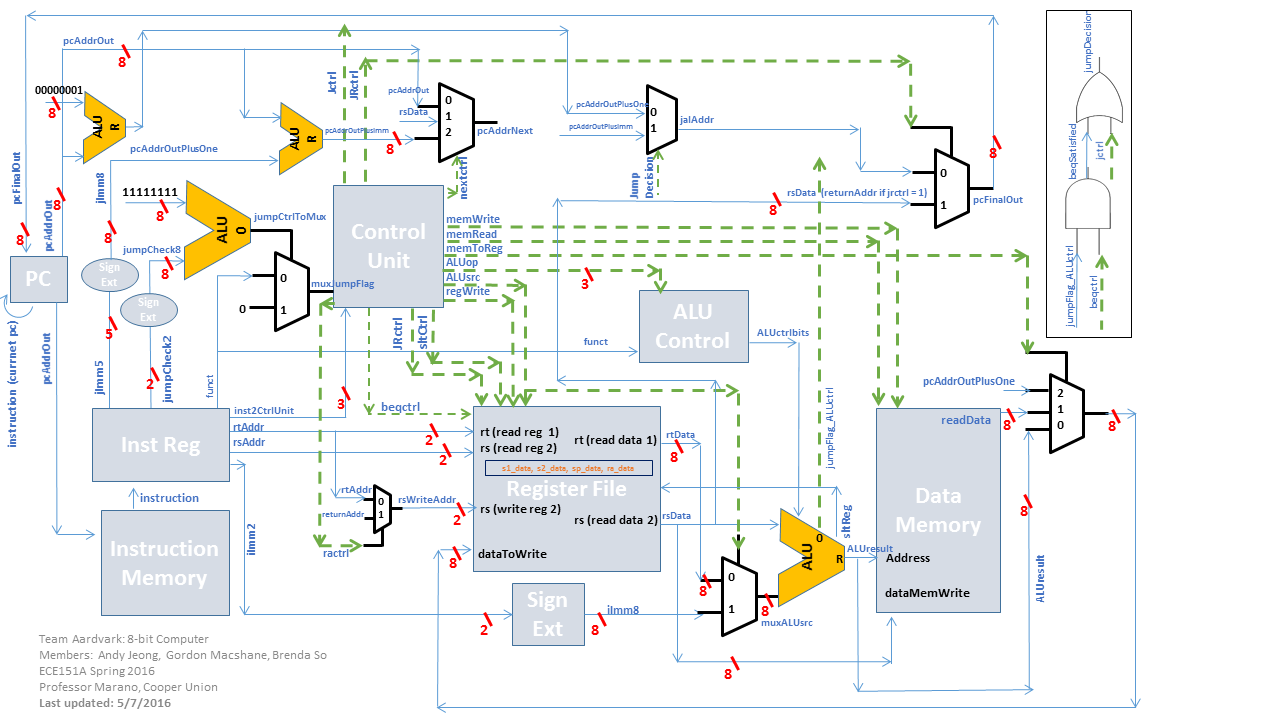 pcAddrOut
8
00000001
8
ALU
R
pcAddrOutPlusOne
pcFinalOut
8
pcAddrOut
8
jImm8
8
ALU
R
pcAddrOutPlusImm
8
Jctrl
JRctrl
pcAddrOut
rsData
0
1
2
pcAddrNext
nextctrl
pcAddrOutPlusOne
pcAddrOutPlusImm
0
1
jalAddr
Jump
Decision
rsData (returnAddr if jrctrl = 1)
8
0
1
pcFinalOut
8
jumpDecision
beqSatisfied
jctrl
jumpFlag_ALUctrl
beqctrl
11111111
8
jumpCheck8
8
ALU
0
jumpCtrlToMux
0
0
1
muxJumpFlag
Control
Unit
memWrite
memRead
memToReg
ALUop
3
ALUsrc
regWrite
PC
Sign
Ext
Sign
Ext
instruction (currnet pc)
pcAddrOut
5
jImm5
2
jumpCheck2
funct
JRctrl
sltCtrl
beqctrl
3
funct
ALU
Control
ALUctrlbits
jumpFlag_ALUctrl
pcAddrOutPlusOne
readData
8
2
1
0
8
Inst Reg
inst2CtrlUnit
rtAddr
rsAddr
2
2
rt (read reg 1)
rs (read reg 2)
rt (read data 1)
s1_data, s2_data, sp_data, ra_data
Register File
rs (write reg 2)
rs (read data 2)
dataToWrite
8
rtData
8
rsData
instruction
Instruction
Memory
iImm2
rtAddr
returnAddr
0
1
rsWriteAddr
2
ractrl
2
Sign
Ext
iImm8
8
8
0
1
8
muxALUsrc
ALU
0
R
sltReg
ALUresult
Data
Memory
Address
dataMemWrite
8
8
ALUresult
8
Team Aardvark: 8-bit Computer
Members: Andy Jeong, Gordon Macshane, Brenda So
ECE151A Spring 2016
Professor Marano, Cooper Union
Last updated: 5/7/2016